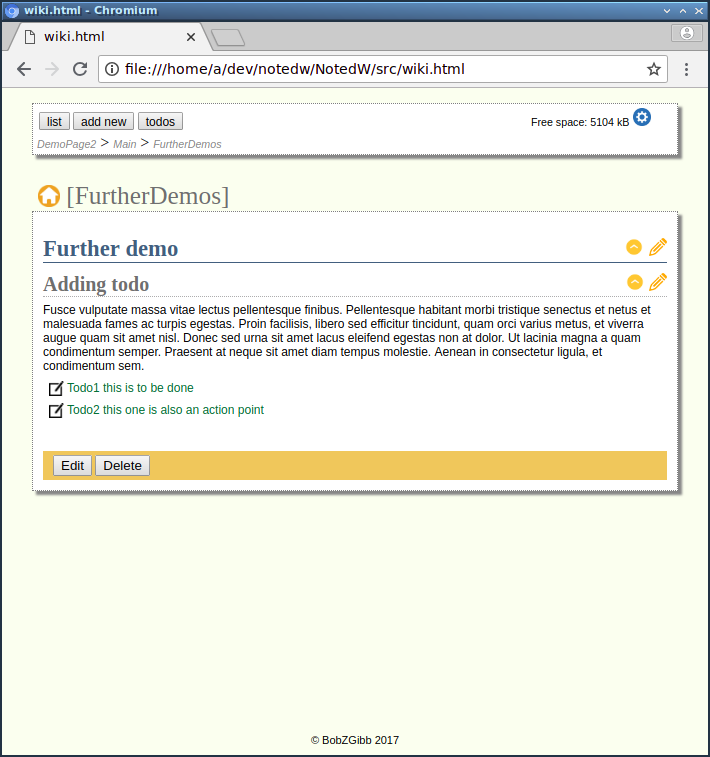 wiki.html - Chromium
wiki.html
file:///home/a/dev/notedw/NotedW/src/wiki.html
list add new todos Free space: 5104 kB
DemoPage2 > Main > FurtherDemos
[FurtherDemos]
Further demo
Adding todo
Fusce vulputate massa vitae lectus pellentesque finibus. Pellentesque habitant morbi tristique senectus et netus et
malesuada fames ac turpis egestas. Proin facilisis, libero sed efficitur tincidunt, quam orci varius metus, et viverra
augue quam sit amet nisl. Donec sed urna sit amet lacus eleifend egestas non at dolor. Ut lacinia magna a quam
condimentum semper. Praesent at neque sit amet diam tempus molestie. Aenean in consectetur ligula, et
condimentum sem.
Todo1 this is to be done
Todo2 this one is also an action point
Edit Delete
© BobZGibb 2017